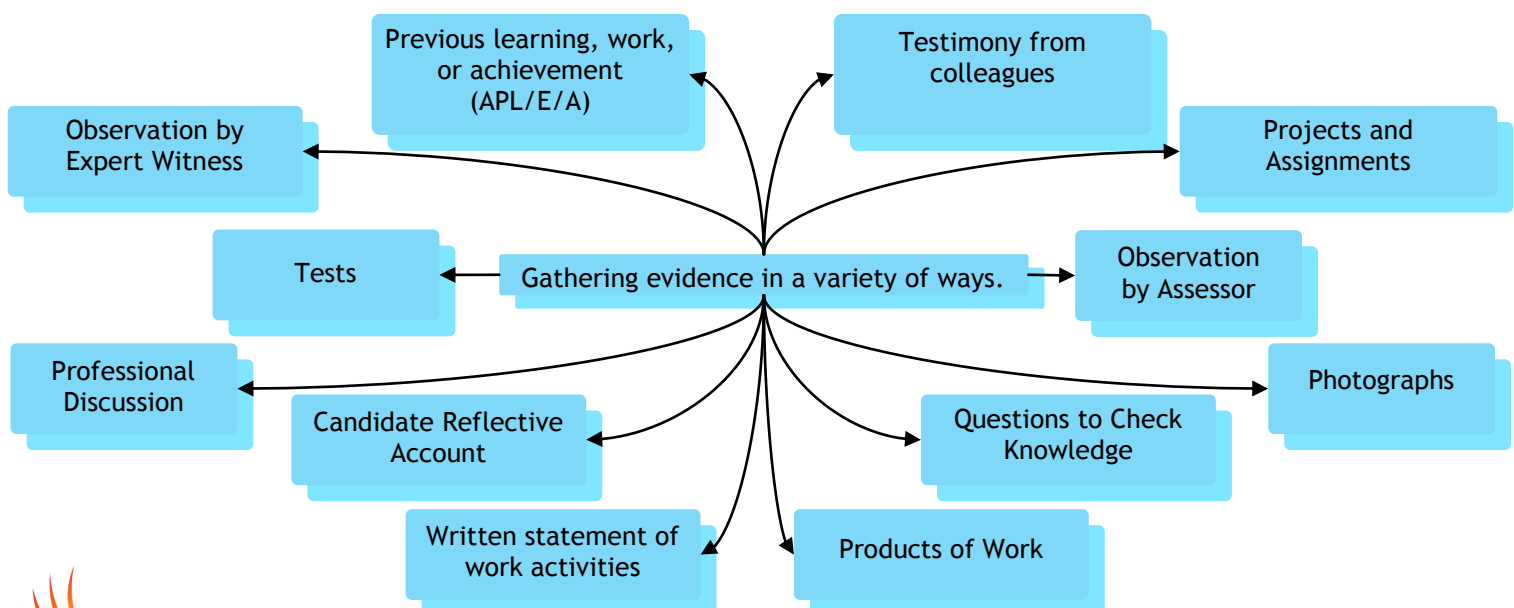 Previous learning, work,
or achievement
(APL/E/A)
Testimony from
colleagues
Observation by
Expert Witness
Projects and
Assignments
Tests
Gathering evidence in a variety of ways.
Observation
by Assessor
Professional
Discussion
Photographs
Candidate Reflective
Account
Questions to Check
Knowledge
Written statement of
work activities
Products of Work